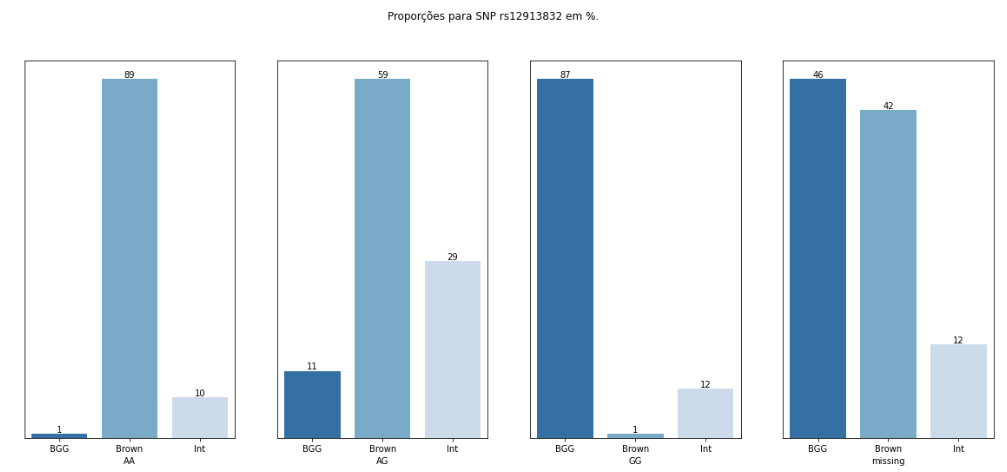 Proporções para SNP rs12913832 em %.
1
89
10
BGG Brown Int
AA
11
59
29
BGG Brown Int
AG
87
1
12
BGG Brown Int
GG
46
42
12
BGG Brown Int
missing